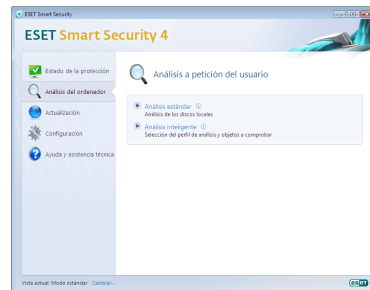 ESET Smart Security
ESET Smart Security 4
Estado de la protección
Análisis del ordenador
Actualización
Configuración
Ayuda y asistencia técnica
Análisis a petición del usuario
Análisis estándar
Análisis de los discos locales
Análisis inteligente
Selección del perfil de análisis y objetos a comprobar
Vista actual: Modo estándar Cambiar...
eset